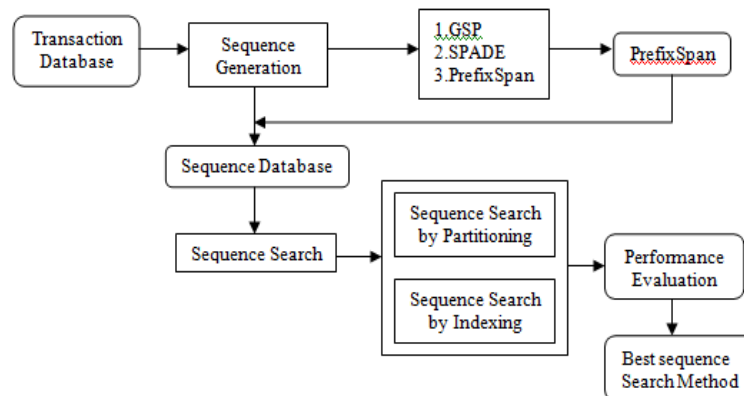 Transaction
Database
Sequence
Generation
1.GSP
2.SPADE
3.PrefixSpan
PrefixSpan
Sequence Database
Sequence Search
Sequence Search
by Partitioning
Sequence Search
by Indexing
Performance
Evaluation
Best sequence
Search Method